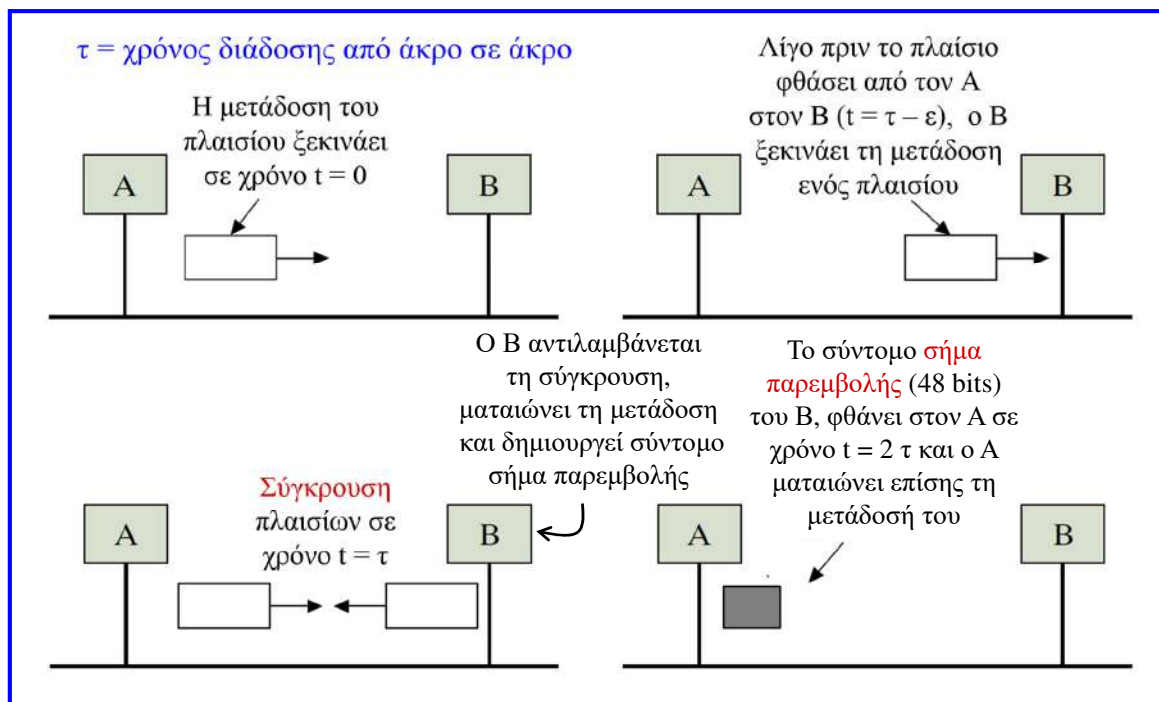 τ = χρόνος διάδοσης από άκρο σε άκρο
Η μετάδοση του
πλαισίου ξεκινάει
σε χρόνο t = 0
A
B
Λίγο πριν το πλαίσιο
φθάσει από τον Α
στον Β (t = τ – ε), ο Β
ξεκινάει τη μετάδοση
ενός πλαισίου
A
B
Σύγκρουση
πλαισίων σε
χρόνο t = τ
A
B
Ο Β αντιλαμβάνεται
τη σύγκρουση,
ματαιώνει τη μετάδοση
και δημιουργεί σύντομο
σήμα παρεμβολής
Το σύντομο σήμα
παρεμβολής (48 bits)
του Β, φθάνει στον Α σε
χρόνο t = 2 τ και ο Α
ματαιώνει επίσης τη
μετάδοσή του
A
B